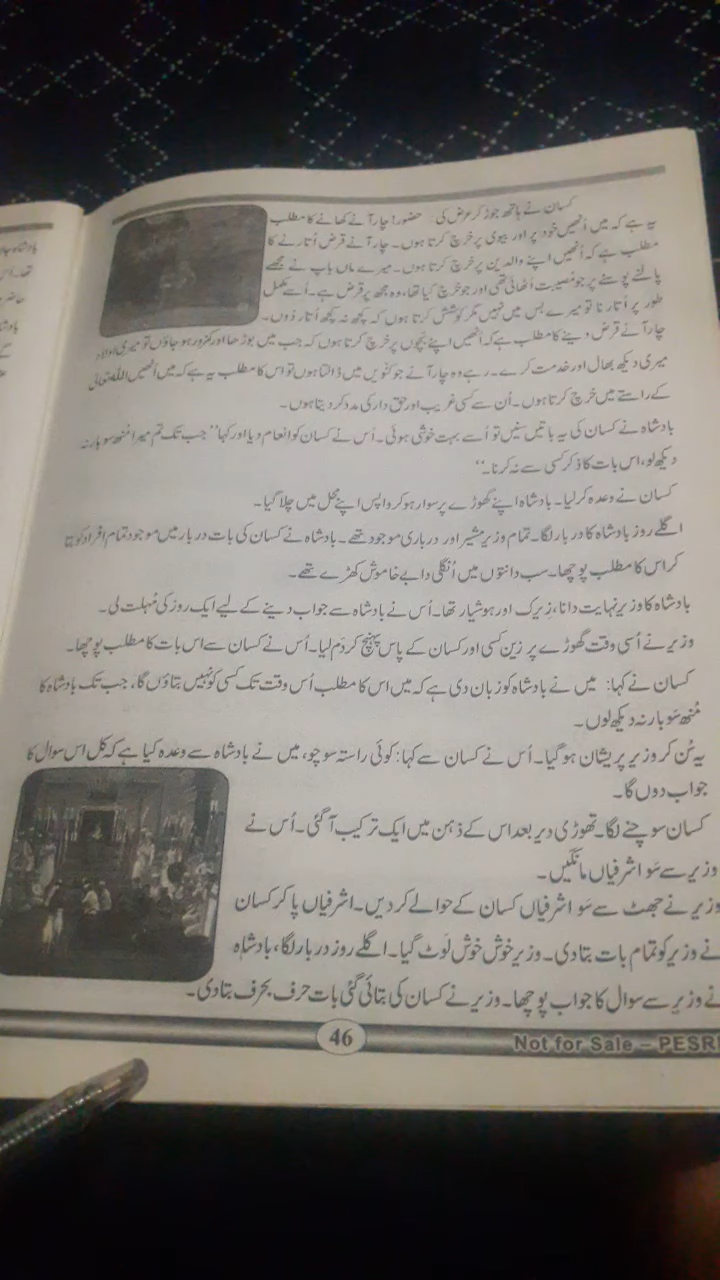 کسان نے ہاتھ جوڑ کر عرض کی: حضور! چار آنے کھانے کا مطلب
یہ ہے کہ میں اُنھیں خود پر اور بیوی پر خرچ کرتا ہوں۔ چار آنے قرض اُتارنے کا
مطلب ہے کہ اُنھیں اپنے والدین پر خرچ کرتا ہوں۔ میرے ماں باپ نے مجھے
پالنے پوسنے پر جو مصیبت اُٹھائی تھی اور جو خرچ کیا تھا، وہ مجھ پر قرض ہے۔ اُسے مکمل
طور پر اُتارنا تو میرے بس میں نہیں مگر کوشش کرتا ہوں کہ کچھ نہ کچھ اُتار دُوں۔
چار آنے قرض دینے کا مطلب ہے کہ اُنھیں اپنے بچّوں پر خرچ کرتا ہوں کہ جب میں بوڑھا اور کمزور ہو جاؤں تو میری اولاد
میری دیکھ بھال اور خدمت کرے۔ رہے وہ چار آنے جو کنویں میں ڈالتا ہوں تو اس کا مطلب یہ ہے کہ میں اُنھیں اللہ تعالیٰ
کے راستے میں خرچ کرتا ہوں۔ اُن سے کسی غریب اور حق دار کی مدد کر دیتا ہوں۔
بادشاہ نے کسان کی یہ باتیں سنیں تو اُسے بہت خوشی ہوئی۔ اُس نے کسان کو انعام دیا اور کہا ”جب تک تم میرا مُنھ سو بار نہ
دیکھ لو، اس بات کا ذکر کسی سے نہ کرنا۔“
کسان نے وعدہ کر لیا۔ بادشاہ اپنے گھوڑے پر سوار ہو کر واپس اپنے محل میں چلا گیا۔
اگلے روز بادشاہ کا دربار لگا۔ تمام وزیر مشیر اور درباری موجود تھے۔ بادشاہ نے کسان کی بات دربار میں موجود تمام افراد کو بتا
کر اس کا مطلب پوچھا۔ سب دانتوں میں اُنگلی دابے خاموش کھڑے تھے۔
بادشاہ کا وزیر نہایت دانا، زیرک اور ہوشیار تھا۔ اُس نے بادشاہ سے جواب دینے کے لیے ایک روز کی مُہلت لی۔
وزیر نے اُسی وقت گھوڑے پر زین کسی اور کسان کے پاس پہنچ کر دَم لیا۔ اُس نے کسان سے اس بات کا مطلب پوچھا۔
کسان نے کہا: میں نے بادشاہ کو زبان دی ہے کہ میں اس کا مطلب اُس وقت تک کسی کو نہیں بتاؤں گا، جب تک بادشاہ کا
مُنھ سَو بار نہ دیکھ لوں۔
یہ سُن کر وزیر پریشان ہو گیا۔ اُس نے کسان سے کہا: کوئی راستہ سوچو، میں نے بادشاہ سے وعدہ کیا ہے کہ کل اس سوال کا
جواب دوں گا۔
کسان سوچنے لگا۔ تھوڑی دیر بعد اس کے ذہن میں ایک ترکیب آ گئی۔ اُس نے
وزیر سے سَو اشرفیاں مانگیں۔
وزیر نے جھٹ سے سَو اشرفیاں کسان کے حوالے کر دیں۔ اشرفیاں پا کر کسان
نے وزیر کو تمام بات بتا دی۔ وزیر خوش خوش لَوٹ گیا۔ اگلے روز دربار لگا، بادشاہ
نے وزیر سے سوال کا جواب پوچھا۔ وزیر نے کسان کی بتائی گئی بات حرف بحرف بتا دی۔
46
Not for Sale – PESR